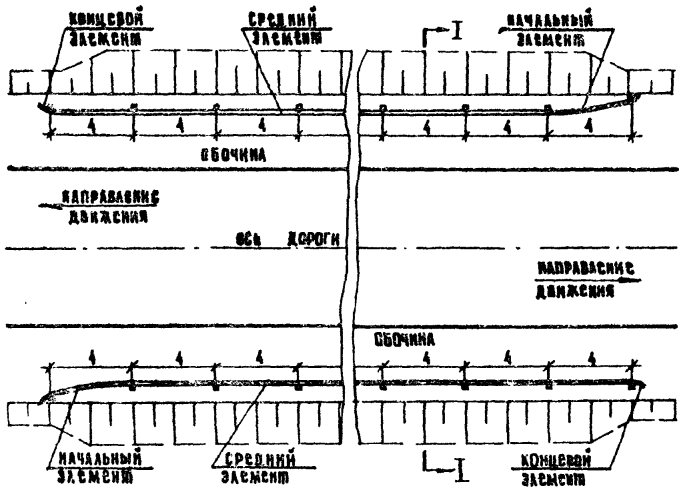 КОНЦЕВОЙ
ЭЛЕМЕНТ
СРЕДНИЙ
ЭЛЕМЕНТ
I
НАЧАЛЬНЫЙ
ЭЛЕМЕНТ
4 4 4 4 4 4
ОБОЧИНА
НАПРАВЛЕНИЕ
ДВИЖЕНИЯ
ОСЬ ДОРОГИ
НАПРАВЛЕНИЕ
ДВИЖЕНИЯ
ОБОЧИНА
4 4 4 4 4 4
НАЧАЛЬНЫЙ
ЭЛЕМЕНТ
СРЕДНИЙ
ЭЛЕМЕНТ
I
КОНЦЕВОЙ
ЭЛЕМЕНТ